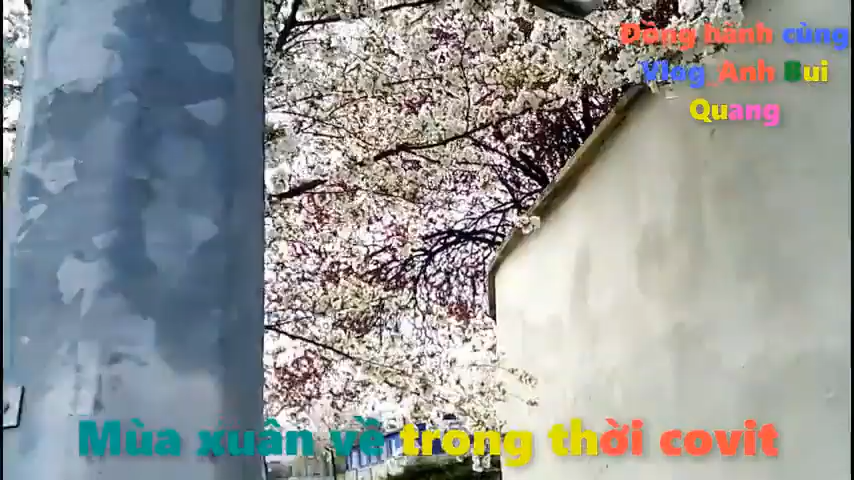 Đồng hành cùng
Vlog Anh Bui
Quang
Mùa xuân về trong thời covit